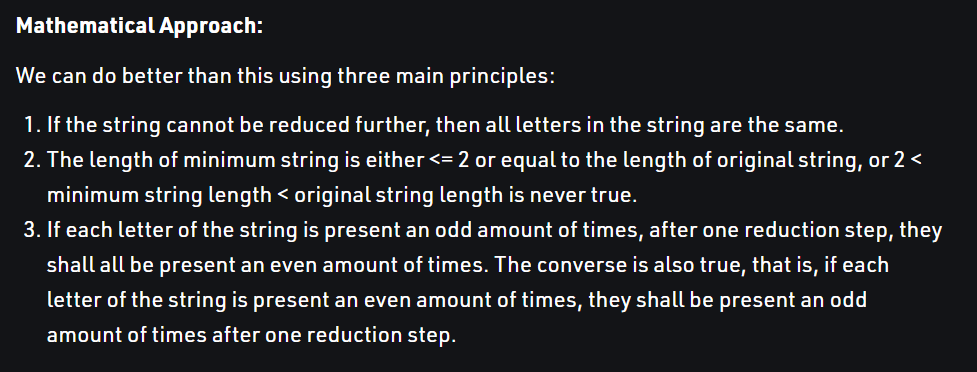 Mathematical Approach:
We can do better than this using three main principles:
1. If the string cannot be reduced further, then all letters in the string are the same.
2. The length of minimum string is either <= 2 or equal to the length of original string, or 2 <
minimum string length < original string length is never true.
3. If each letter of the string is present an odd amount of times, after one reduction step, they
shall all be present an even amount of times. The converse is also true, that is, if each
letter of the string is present an even amount of times, they shall be present an odd
amount of times after one reduction step.